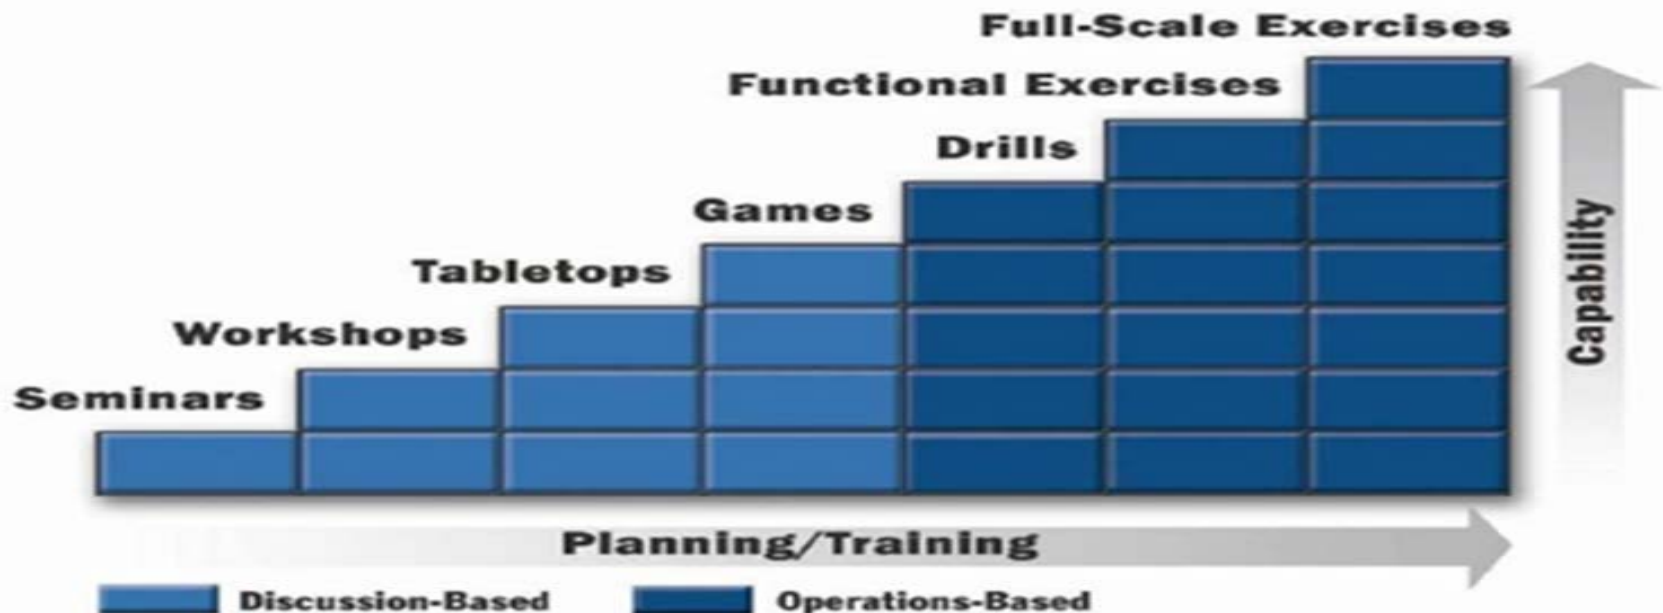 Full-Scale Exercises
Functional Exercises
Drills
Games
Tabletops
Workshops
Seminars
Capability
Planning/Training
Discussion-Based
Operations-Based